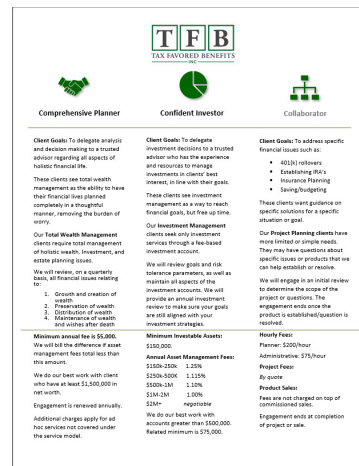 TFB
TAX FAVORED BENEFITS
INC
Comprehensive Planner
Client Goals: To delegate analysis
and decision making to a trusted
advisor regarding all aspects of
holistic financial life.
These clients see total wealth
management as the ability to have
their financial lives planned
completely in a thoughtful
manner, removing the burden of
worry.
Our Total Wealth Management
clients require total management
of holistic Wealth, Investment, and
estate planning issues.
We will review, on a quarterly
basis, all financial issues relating
to:
1. Growth and creation of
wealth
2. Preservation of wealth
3. Distribution of wealth
4. Maintenance of wealth
and wishes after death
Minimum annual fee is $5,000.
We will bill the difference if asset
management fees total less than
this amount.
We do our best work with client
who have at least $1,500,000 in
net worth.
Engagement is renewed annually.
Additional charges apply for ad
hoc services not covered under
the service model.
Confident Investor
Client Goals: To delegate
investment decisions to a trusted
advisor who has the experience
and resources to manage
investments in clients' best
interest, in line with their goals.
These clients see investment
management as a way to reach
financial goals, but free up time.
Our Investment Management
clients seek only investment
services through a fee-based
investment account.
We will review goals and risk
tolerance parameters, as well as
maintain all aspects of the
investment accounts. We will
provide an annual investment
review to make sure your goals
are still aligned with your
investment strategies.
Minimum Investable Assets:
$150,000.
Annual Asset Management Fees:
$150k-250k 1.25%
$250k-500K 1.115%
$500k-1M 1.10%
$1M-2M 1.00%
$2M+ negotiable
We do our best work with
accounts greater than $500,000.
Related minimum is $75,000.
Collaborator
Client Goals: To address specific
financial issues such as:
• 401(k) rollovers
• Establishing IRA's
• Insurance Planning
• Saving/budgeting
These clients want guidance on
specific solutions for a specific
situation or goal.
Our Project Planning clients have
more limited or simple needs.
They may have questions about
specific issues or products that we
can help establish or resolve.
We will engage in an initial review
to determine the scope of the
project or questions. The
engagement ends once the
product is established/question is
resolved.
Hourly Fees:
Planner: $200/hour
Administrative: $75/hour
Project Fees:
By quote
Product Sales:
Fees are not charged on top of
commissioned sales.
Engagement ends at completion
of project or sale.